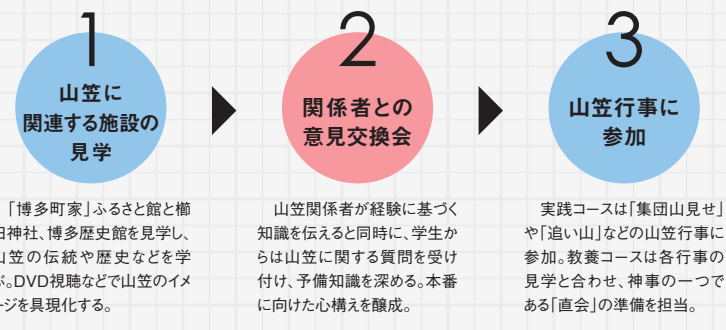 1
山笠に
関連する施設の
見学
「博多町家」ふるさと館と櫛
田神社、博多歴史館を見学し、
山笠の伝統や歴史などを学
ぶ。DVD視聴などで山笠のイメ
ージを具現化する。
2
関係者との
意見交換会
山笠関係者が経験に基づく
知識を伝えると同時に、学生か
らは山笠に関する質問を受け
付け、予備知識を深める。本番
に向けた心構えを醸成。
3
山笠行事に
参加
実践コースは「集団山見せ」
や「追い山」などの山笠行事に
参加。教養コースは各行事の
見学と合わせ、神事の一つで
ある「直会」の準備を担当。